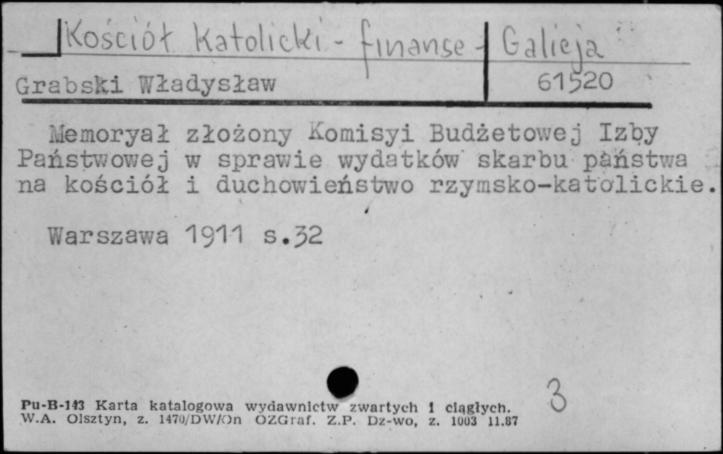 Kościół Katolicki - finanse - Galicja
Grabski Władysław 61520
Memoryał złożony Komisyi Budżetowej Izby
Państwowej w sprawie wydatków skarbu państwa
na kościół i duchowieństwo rzymsko-katolickie.
Warszawa 1911 s.32
3
Pu-B-143 Karta katalogowa wydawnictw zwartych i ciągłych.
W.A. Olsztyn, z. 1470/DW/On OZGraf. Z.P. Dz-wo, z. 1003 11.87